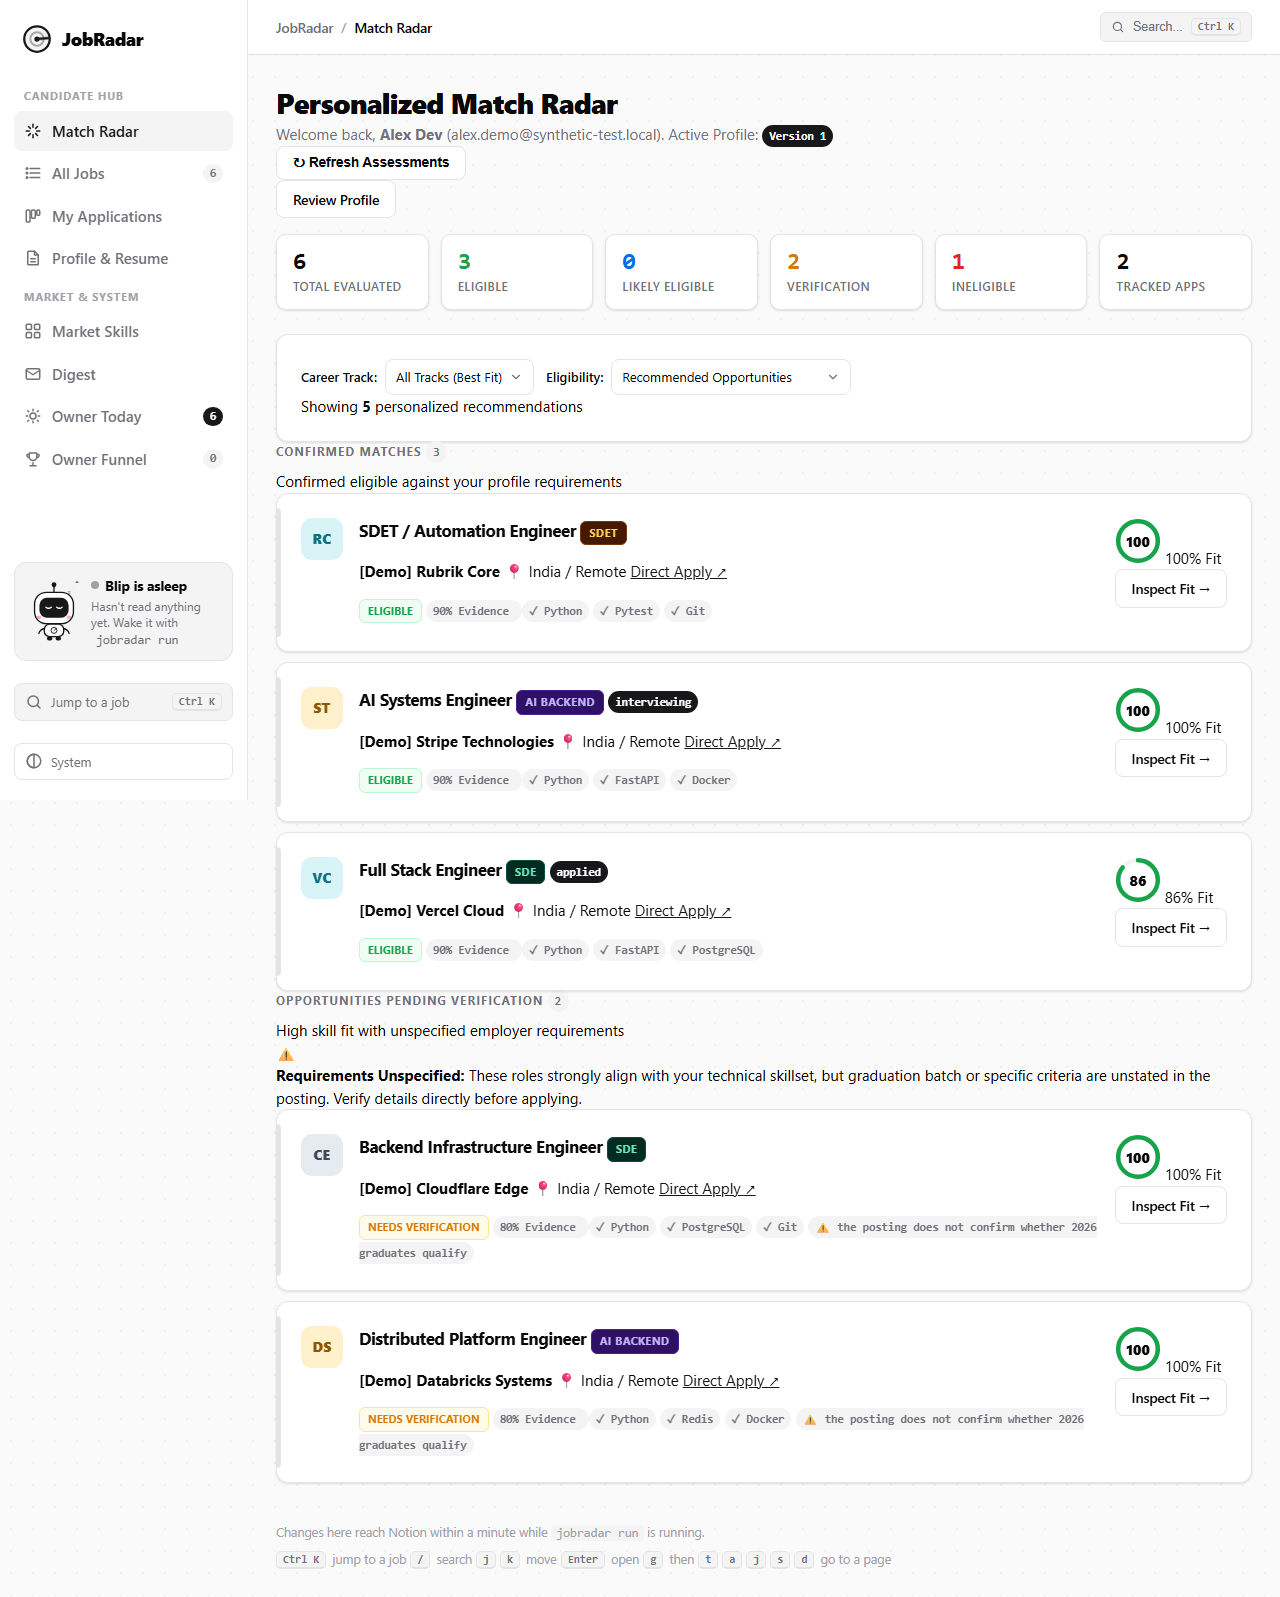 JobRadar
CANDIDATE HUB
Match Radar
All Jobs 6
My Applications
Profile & Resume
MARKET & SYSTEM
Market Skills
Digest
Owner Today 6
Owner Funnel 0
Blip is asleep
Hasn't read anything
yet. Wake it with
jobradar run
Jump to a job Ctrl K
System
JobRadar / Match Radar
Search... Ctrl K
Personalized Match Radar
Welcome back, Alex Dev (alex.demo@synthetic-test.local). Active Profile: Version 1
↻ Refresh Assessments
Review Profile
6
TOTAL EVALUATED
3
ELIGIBLE
0
LIKELY ELIGIBLE
2
VERIFICATION
1
INELIGIBLE
2
TRACKED APPS
Career Track: All Tracks (Best Fit) Eligibility: Recommended Opportunities
Showing 5 personalized recommendations
CONFIRMED MATCHES 3
Confirmed eligible against your profile requirements
RC
SDET / Automation Engineer SDET
[Demo] Rubrik Core 📍 India / Remote Direct Apply ↗
ELIGIBLE 90% Evidence ✓ Python ✓ Pytest ✓ Git
100 100% Fit
Inspect Fit →
ST
AI Systems Engineer AI BACKEND interviewing
[Demo] Stripe Technologies 📍 India / Remote Direct Apply ↗
ELIGIBLE 90% Evidence ✓ Python ✓ FastAPI ✓ Docker
100 100% Fit
Inspect Fit →
VC
Full Stack Engineer SDE applied
[Demo] Vercel Cloud 📍 India / Remote Direct Apply ↗
ELIGIBLE 90% Evidence ✓ Python ✓ FastAPI ✓ PostgreSQL
86 86% Fit
Inspect Fit →
OPPORTUNITIES PENDING VERIFICATION 2
High skill fit with unspecified employer requirements
⚠️
Requirements Unspecified: These roles strongly align with your technical skillset, but graduation batch or specific criteria are unstated in the
posting. Verify details directly before applying.
CE
Backend Infrastructure Engineer SDE
[Demo] Cloudflare Edge 📍 India / Remote Direct Apply ↗
NEEDS VERIFICATION 80% Evidence ✓ Python ✓ PostgreSQL ✓ Git ⚠️ the posting does not confirm whether 2026
graduates qualify
100 100% Fit
Inspect Fit →
DS
Distributed Platform Engineer AI BACKEND
[Demo] Databricks Systems 📍 India / Remote Direct Apply ↗
NEEDS VERIFICATION 80% Evidence ✓ Python ✓ Redis ✓ Docker ⚠️ the posting does not confirm whether 2026
graduates qualify
100 100% Fit
Inspect Fit →
Changes here reach Notion within a minute while jobradar run is running.
Ctrl K jump to a job / search j k move Enter open g then t a j s d go to a page